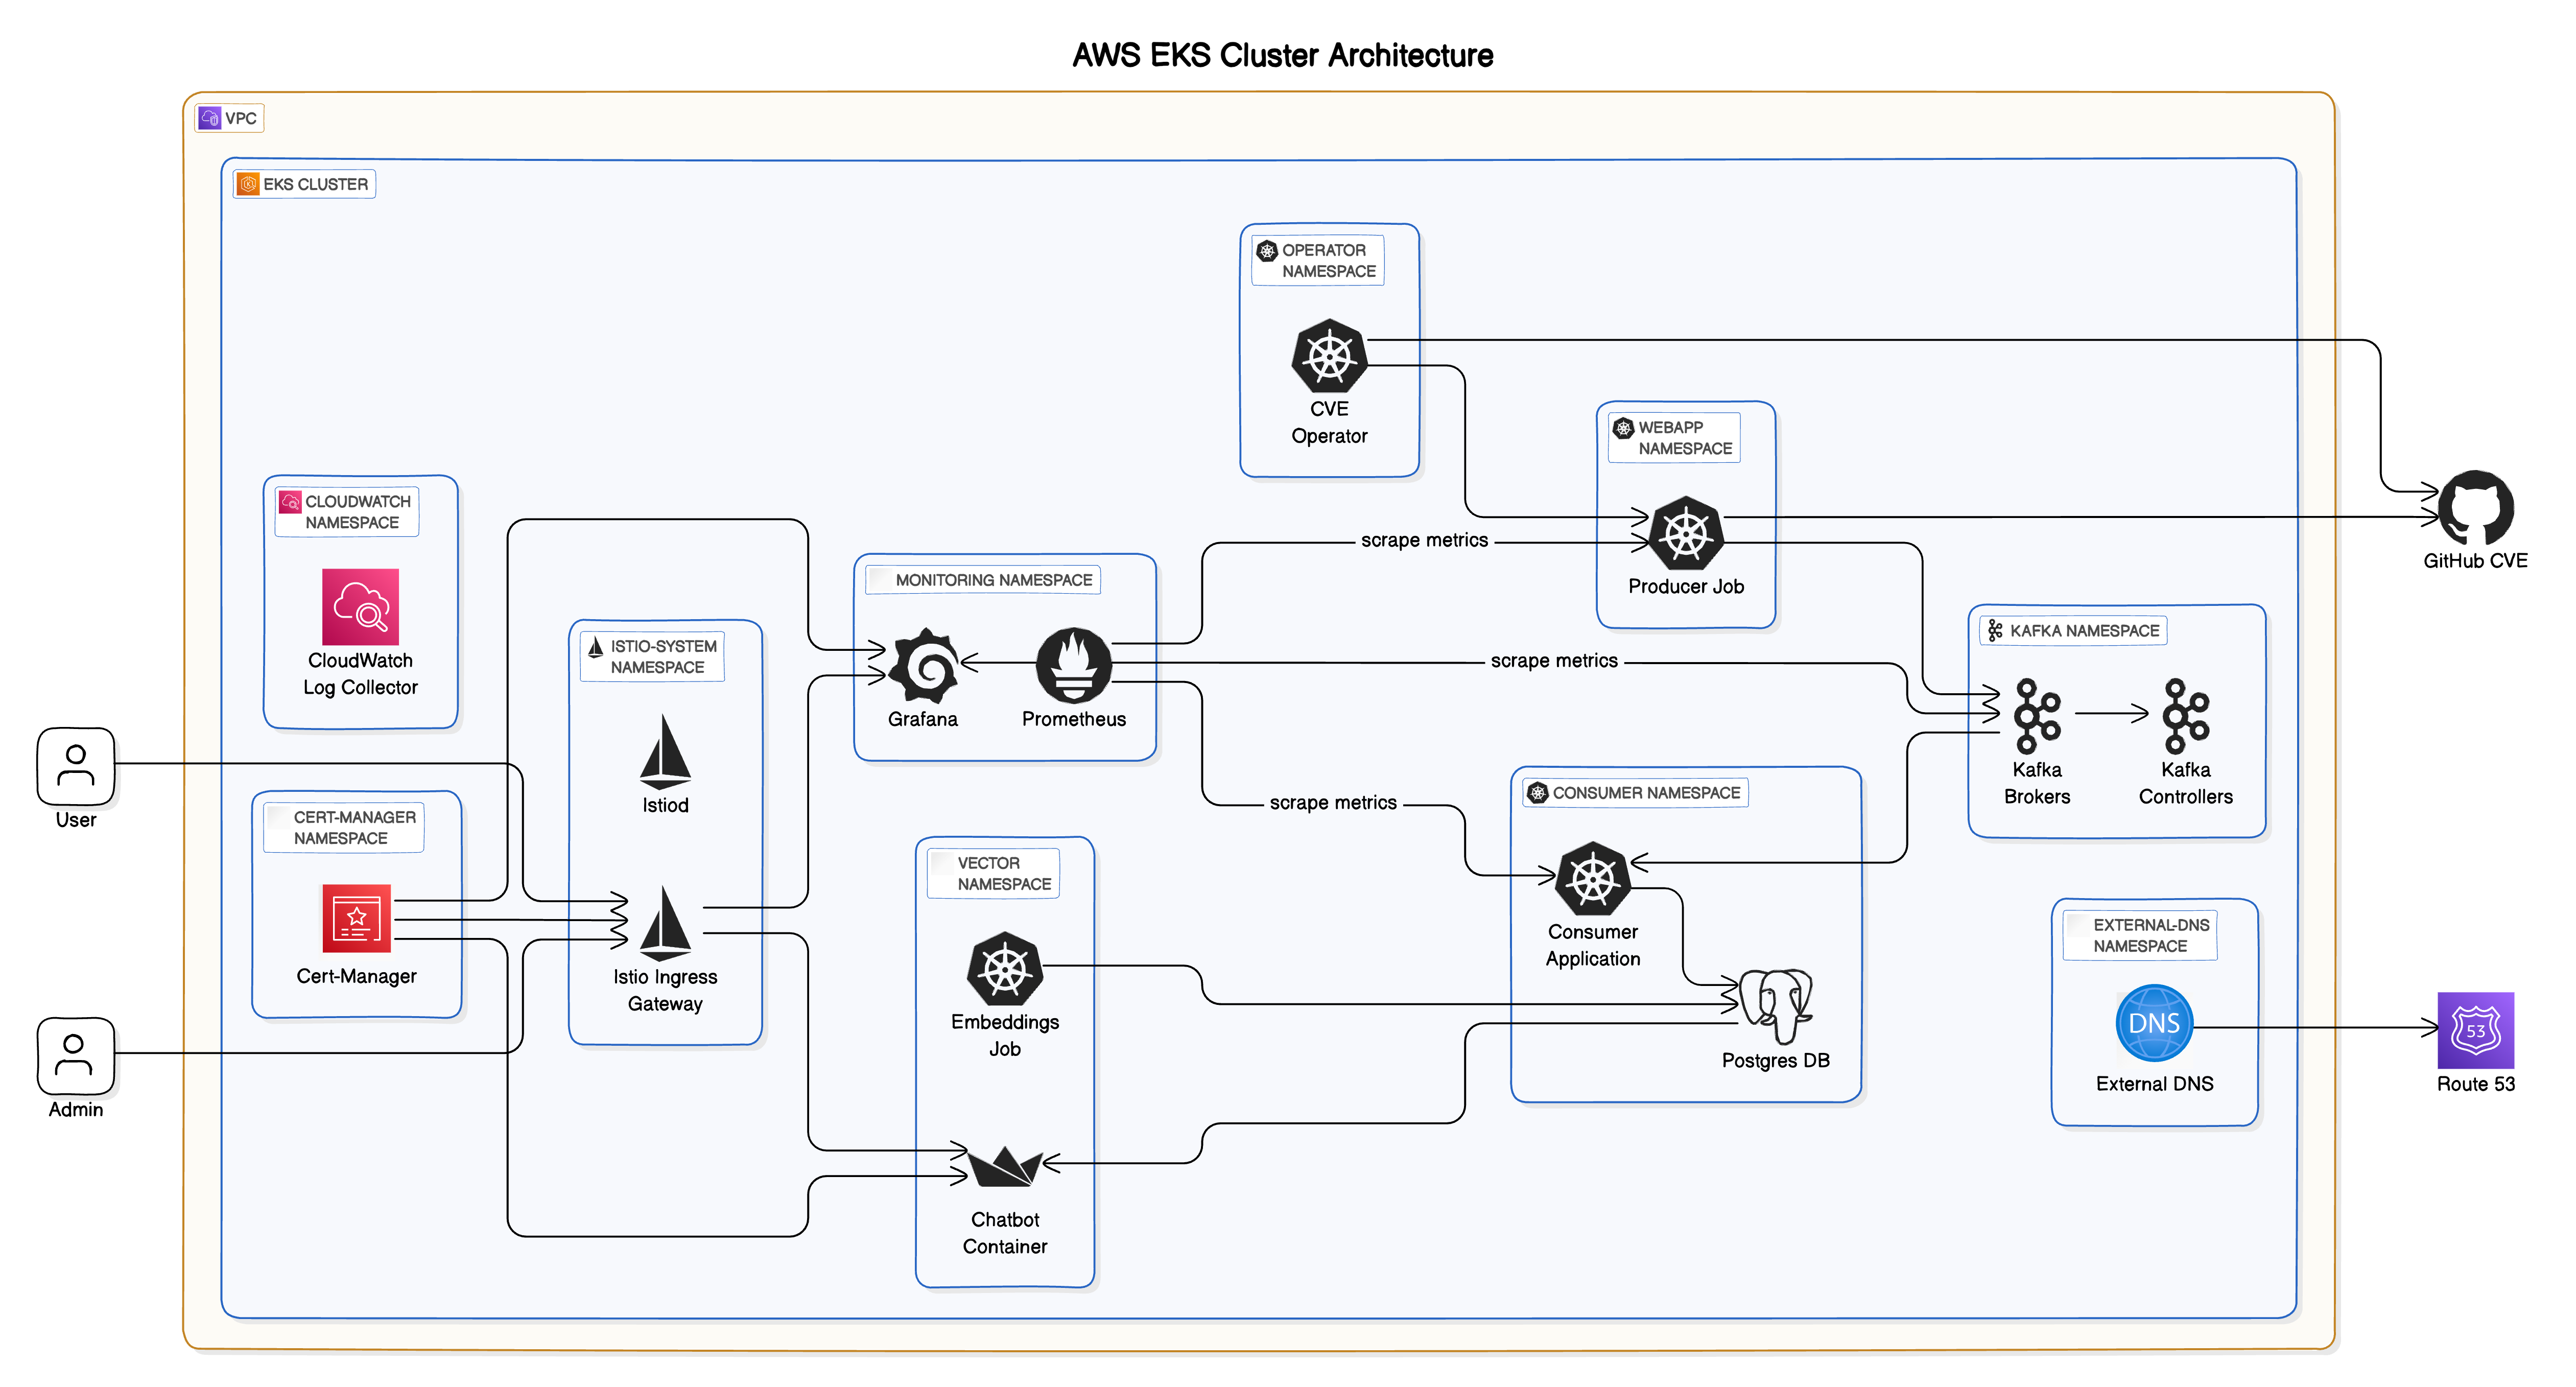 AWS EKS Cluster Architecture
VPC
EKS CLUSTER
OPERATOR
NAMESPACE
CVE
Operator
WEBAPP
NAMESPACE
Producer Job
GitHub CVE
CLOUDWATCH
NAMESPACE
CloudWatch
Log Collector
scrape metrics
MONITORING NAMESPACE
Grafana
Prometheus
scrape metrics
KAFKA NAMESPACE
Kafka
Brokers
Kafka
Controllers
ISTIO-SYSTEM
NAMESPACE
Istiod
Istio Ingress
Gateway
User
CERT-MANAGER
NAMESPACE
Cert-Manager
Admin
scrape metrics
CONSUMER NAMESPACE
Consumer
Application
Postgres DB
VECTOR
NAMESPACE
Embeddings
Job
Chatbot
Container
EXTERNAL-DNS
NAMESPACE
DNS
External DNS
53
Route 53